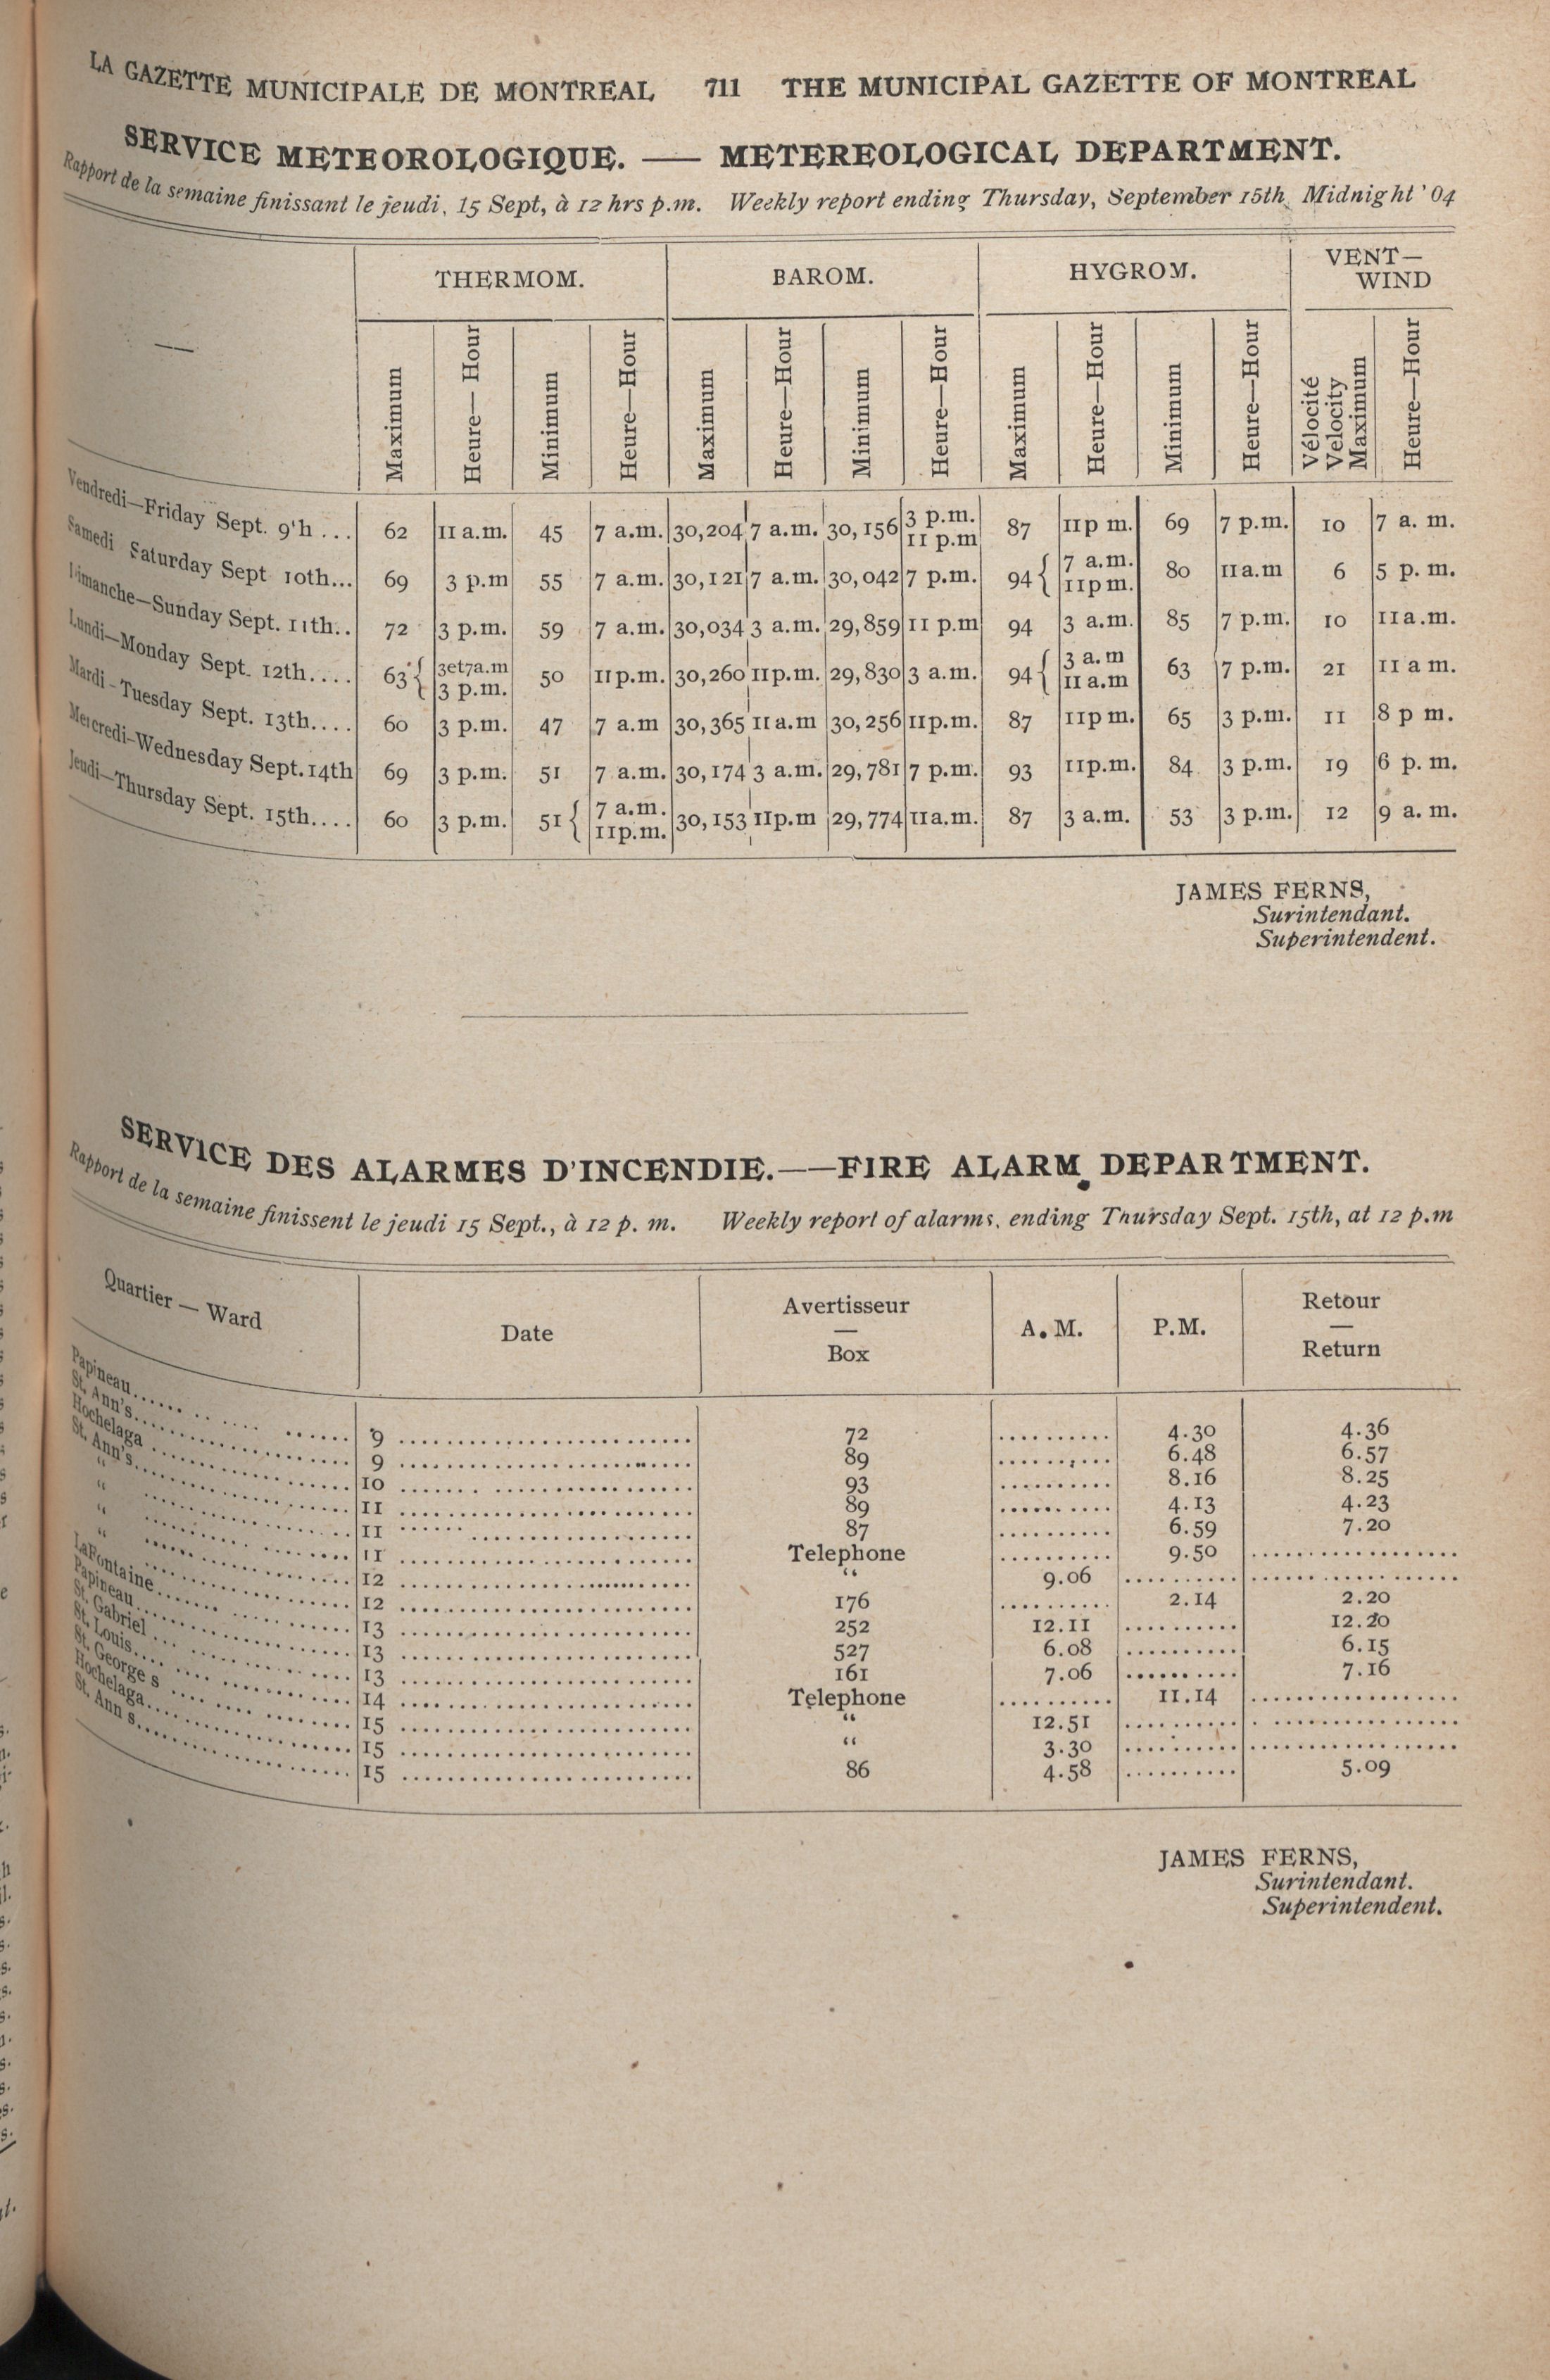 LA GAZETTE MUNICIPALE DE MONTREAL 711 THE MUNICIPAL GAZETTE OF MONTREAL
SERVICE METEOROLOGIQUE. — METEREOLOGICAL DEPARTMENT.
Rapport de la semaine finissant le jeudi, 15 Sept, à 12 hrs p.m. Weekly report ending Thursday, September 15th, Midnight '04
THERMOM. BAROM. HYGROM. VENT—
WIND
Maximum Heure—Hour Minimum Heure—Hour Maximum Heure—Hour Minimum Heure—Hour Maximum Heure—Hour Minimum Heure—Hour Vélocité Velocity Maximum Heure—Hour
Vendredi—Friday Sept. 9'h ... 62 11 a.m. 45 7 a.m. 30,204 7 a.m. 30,156 3 p.m. 11 p.m 87 11p m. 69 7 p.m. 10 7 a. m.
Samedi Saturday Sept 10th... 69 3 p.m 55 7 a.m. 30,121 7 a.m. 30,042 7 p.m. 94 { 7 a.m. 11p m. 80 11a.m 6 5 p. m.
Dimanche—Sunday Sept. 11th.. 72 3 p.m. 59 7 a.m. 30,034 3 a.m. 29,859 11 p.m 94 3 a.m. 85 7 p.m. 10 11a.m.
Lundi—Monday Sept. 12th.... 63 { 3et7a.m 3 p.m. 50 11p.m. 30,260 11p.m. 29,830 3 a.m. 94 { 3 a.m 11 a.m 63 7 p.m. 21 11 a m.
Mardi-Tuesday Sept. 13th.... 60 3 p.m. 47 7 a.m 30,365 11 a.m 30,256 11p.m. 87 11p m. 65 3 p.m. 11 8 p m.
Mercredi-Wednesday Sept. 14th 69 3 p.m. 51 7 a.m. 30,174 3 a.m. 29,781 7 p.m. 93 11p.m. 84 3 p.m. 19 6 p. m.
Jeudi—Thursday Sept. 15th.... 60 3 p.m. 51 { 7 a.m. 11p.m. 30,153 11p.m 29,774 11a.m. 87 3 a.m. 53 3 p.m. 12 9 a. m.
JAMES FERNS,
Surintendant.
Superintendent.
SERVICE DES ALARMES D'INCENDIE.——FIRE ALARM DEPARTMENT.
Rapport de la semaine finissent le jeudi 15 Sept., à 12 p. m. Weekly report of alarms, ending Thursday Sept. 15th, at 12 p.m
Quartier — Ward Date Avertisseur — Box A.M. P.M. Retour — Return
Papineau...... 9 ...... 72 ...... 4.30 4.36
St. Ann's...... 9 ...... 89 ...... 6.48 6.57
Hochelaga ...... 10 ...... 93 ...... 8.16 8.25
St. Ann's...... 11 ...... 89 ...... 4.13 4.23
" ...... 11 ...... 87 ...... 6.59 7.20
" ...... 11 ...... Telephone ...... 9.50 ......
" ...... 12 ...... " 9.06 ...... ......
" ...... 12 ...... 176 ...... 2.14 2.20
LaFontaine...... 13 ...... 252 12.11 ...... 12.20
Papineau...... 13 ...... 527 6.08 ...... 6.15
St. Gabriel ...... 13 ...... 161 7.06 ...... 7.16
St. Louis...... 14 ...... Telephone ...... 11.14 ......
St. George s ...... 15 ...... " 12.51 ...... ......
Hochelaga...... 15 ...... " 3.30 ...... ......
St. Ann s...... 15 ...... 86 4.58 ...... 5.09
JAMES FERNS,
Surintendant.
Superintendent.